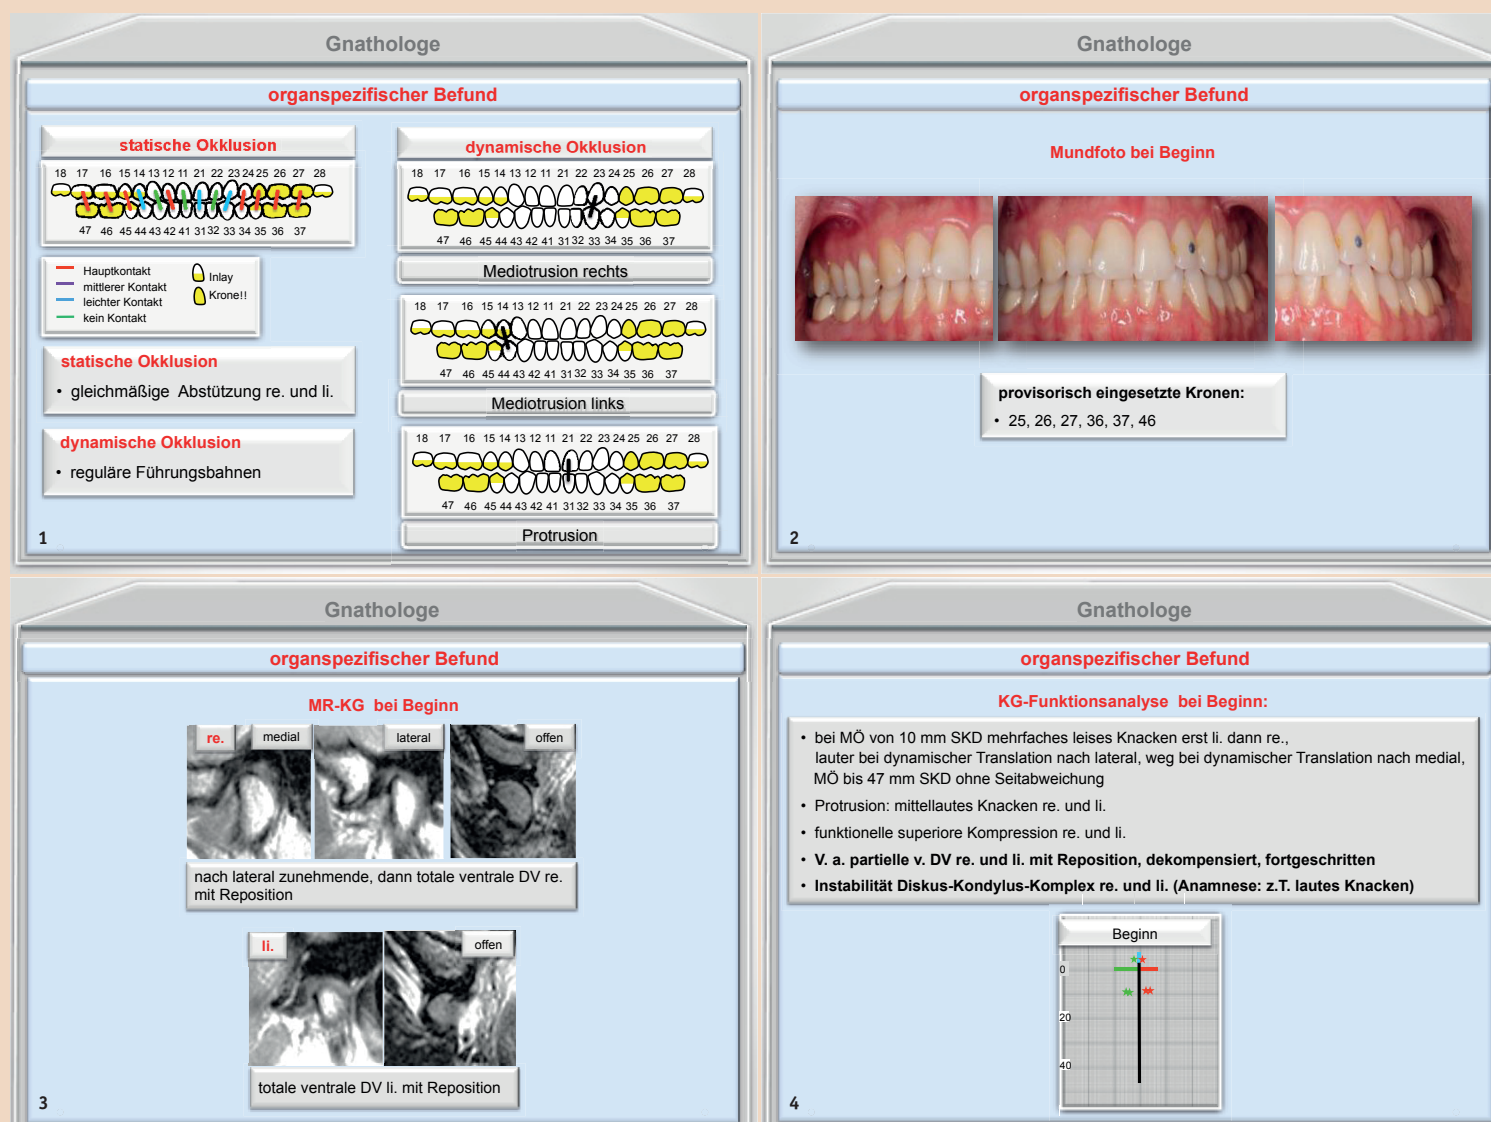 Gnathologe
organspezifischer Befund
statische Okklusion
18 17 16 15 14 13 12 11 21 22 23 24 25 26 27 28
47 46 45 44 43 42 41 31 32 33 34 35 36 37
Hauptkontakt
mittlerer Kontakt
leichter Kontakt
kein Kontakt
Inlay
Krone!!
statische Okklusion
• gleichmäßige Abstützung re. und li.
dynamische Okklusion
• reguläre Führungsbahnen
dynamische Okklusion
18 17 16 15 14 13 12 11 21 22 23 24 25 26 27 28
47 46 45 44 43 42 41 31 32 33 34 35 36 37
Mediotrusion rechts
18 17 16 15 14 13 12 11 21 22 23 24 25 26 27 28
47 46 45 44 43 42 41 31 32 33 34 35 36 37
Mediotrusion links
18 17 16 15 14 13 12 11 21 22 23 24 25 26 27 28
47 46 45 44 43 42 41 31 32 33 34 35 36 37
Protrusion
1
Gnathologe
organspezifischer Befund
Mundfoto bei Beginn
provisorisch eingesetzte Kronen:
• 25, 26, 27, 36, 37, 46
2
Gnathologe
organspezifischer Befund
MR-KG bei Beginn
re. medial lateral offen
nach lateral zunehmende, dann totale ventrale DV re.
mit Reposition
li. offen
totale ventrale DV li. mit Reposition
3
Gnathologe
organspezifischer Befund
KG-Funktionsanalyse bei Beginn:
• bei MÖ von 10 mm SKD mehrfaches leises Knacken erst li. dann re.,
lauter bei dynamischer Translation nach lateral, weg bei dynamischer Translation nach medial,
MÖ bis 47 mm SKD ohne Seitabweichung
• Protrusion: mittellautes Knacken re. und li.
• funktionelle superiore Kompression re. und li.
• V. a. partielle v. DV re. und li. mit Reposition, dekompensiert, fortgeschritten
• Instabilität Diskus-Kondylus-Komplex re. und li. (Anamnese: z.T. lautes Knacken)
Beginn
0
20
40
4